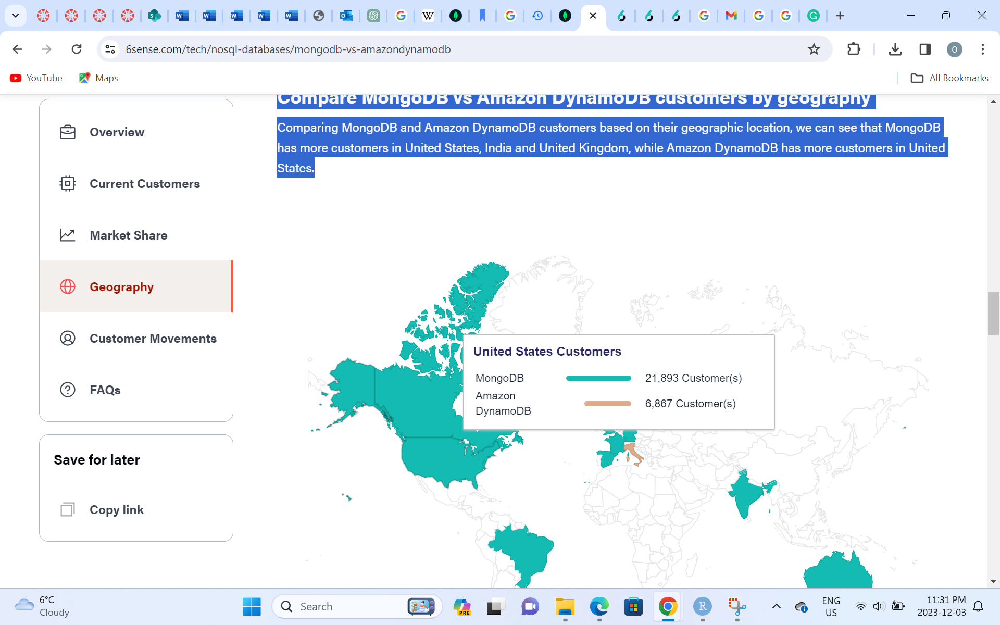 6sense.com/tech/nosql-databases/mongodb-vs-amazondynamodb
O
YouTube
Maps
All Bookmarks
Overview
Current Customers
Market Share
Geography
Customer Movements
FAQs
Save for later
Copy link
Compare MongoDB vs Amazon DynamoDB customers by geography
Comparing MongoDB and Amazon DynamoDB customers based on their geographic location, we can see that MongoDB
has more customers in United States, India and United Kingdom, while Amazon DynamoDB has more customers in United
States.
United States Customers
MongoDB 21,893 Customer(s)
Amazon
DynamoDB 6,867 Customer(s)
6°C
Cloudy
Search
PRE
R
ENG
US
11:31 PM
2023-12-03